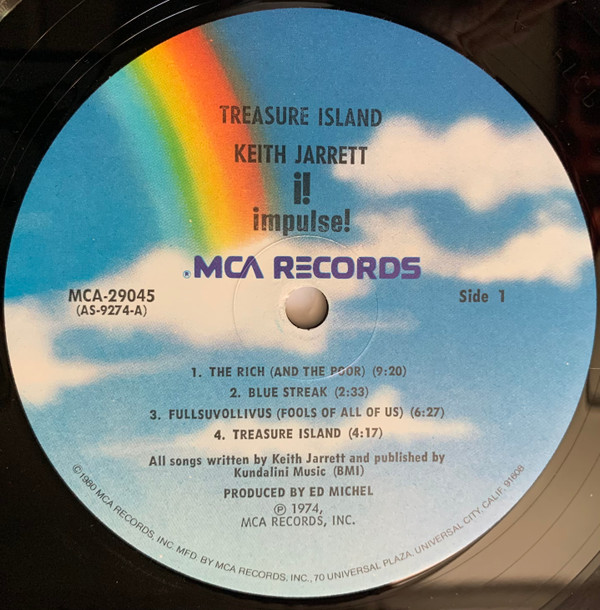 TREASURE ISLAND
KEITH JARRETT
i!
impulse!
®MCA RECORDS
MCA-29045
(AS-9274-A)
Side 1
1. THE RICH (AND THE POOR) (9:20)
2. BLUE STREAK (2:33)
3. FULLSUVOLLIVUS (FOOLS OF ALL OF US) (6:27)
4. TREASURE ISLAND (4:17)
All songs written by Keith Jarrett and published by
Kundalini Music (BMI)
PRODUCED BY ED MICHEL
℗ 1974,
MCA RECORDS, INC.
©1980 MCA RECORDS, INC. MFD. BY MCA RECORDS, INC., 70 UNIVERSAL PLAZA, UNIVERSAL CITY, CALIF. 91608